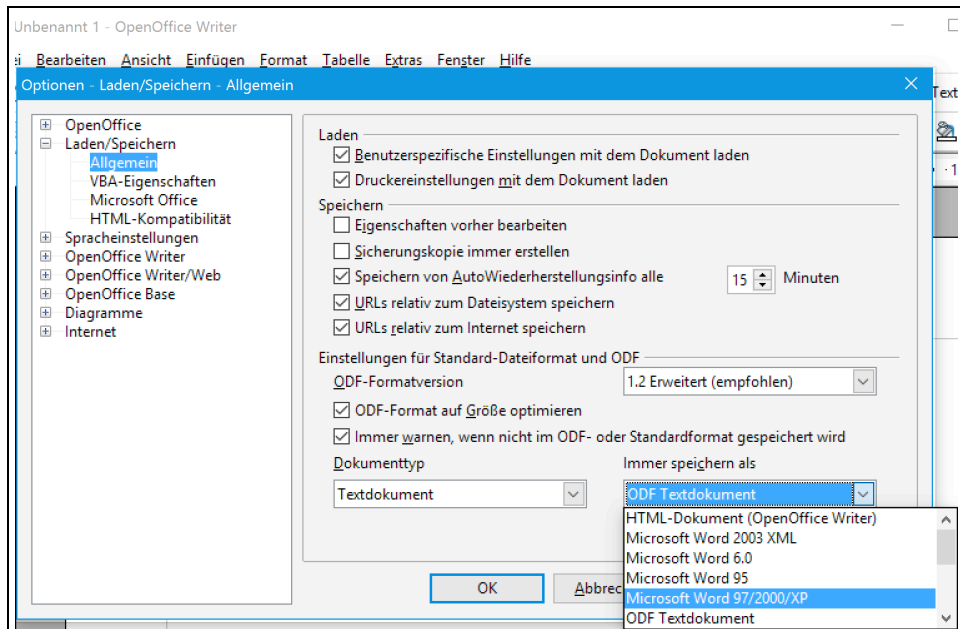 Unbenannt 1 - OpenOffice Writer
ei Bearbeiten Ansicht Einfügen Format Tabelle Extras Fenster Hilfe
Optionen - Laden/Speichern - Allgemein
Text
OpenOffice
Laden/Speichern
Allgemein
VBA-Eigenschaften
Microsoft Office
HTML-Kompatibilität
Spracheinstellungen
OpenOffice Writer
OpenOffice Writer/Web
OpenOffice Base
Diagramme
Internet
Laden
Benutzerspezifische Einstellungen mit dem Dokument laden
Druckereinstellungen mit dem Dokument laden
Speichern
Eigenschaften vorher bearbeiten
Sicherungskopie immer erstellen
Speichern von AutoWiederherstellungsinfo alle 15 Minuten
URLs relativ zum Dateisystem speichern
URLs relativ zum Internet speichern
Einstellungen für Standard-Dateiformat und ODF
ODF-Formatversion 1.2 Erweitert (empfohlen)
ODF-Format auf Größe optimieren
Immer warnen, wenn nicht im ODF- oder Standardformat gespeichert wird
Dokumenttyp Immer speichern als
Textdokument ODF Textdokument
HTML-Dokument (OpenOffice Writer)
Microsoft Word 2003 XML
Microsoft Word 6.0
Microsoft Word 95
Microsoft Word 97/2000/XP
ODF Textdokument
OK Abbrec
· 1